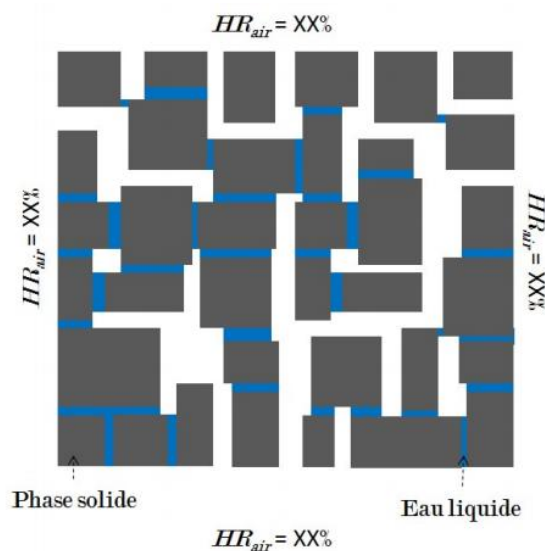 HR_air = XX%
HR_air = XX%
HR_air = XX%
Phase solide
Eau liquide
HR_air = XX%